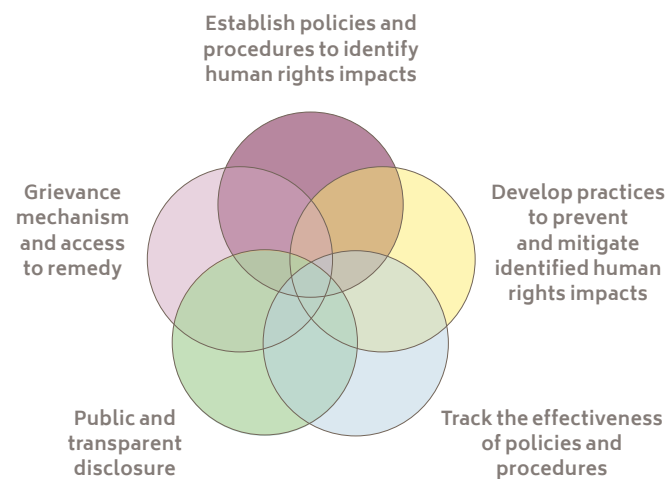 Establish policies and
procedures to identify
human rights impacts
Grievance
mechanism
and access
to remedy
Develop practices
to prevent
and mitigate
identified human
rights impacts
Public and
transparent
disclosure
Track the effectiveness
of policies and
procedures